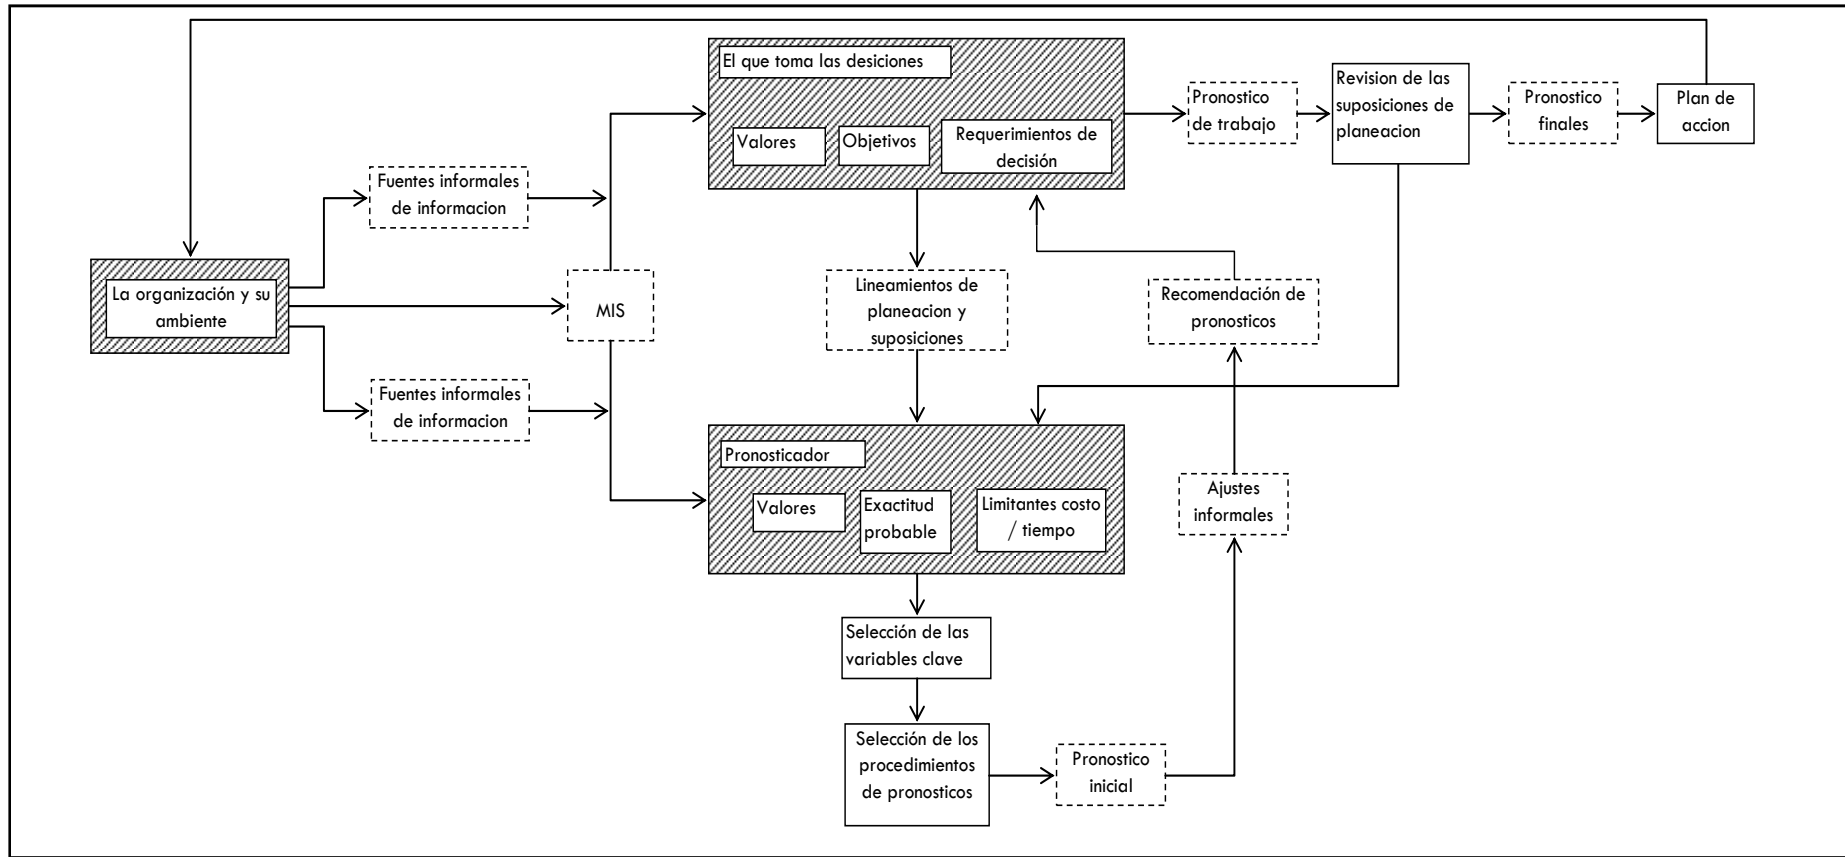 El que toma las desiciones
Valores
Objetivos
Requerimientos de
decisión
Pronostico
de trabajo
Revision de las
suposiciones de
planeacion
Pronostico
finales
Plan de
accion
Fuentes informales
de informacion
La organización y su
ambiente
MIS
Lineamientos de
planeacion y
suposiciones
Recomendación de
pronosticos
Fuentes informales
de informacion
Pronosticador
Valores
Exactitud
probable
Limitantes costo
/ tiempo
Ajustes
informales
Selección de las
variables clave
Selección de los
procedimientos
de pronosticos
Pronostico
inicial